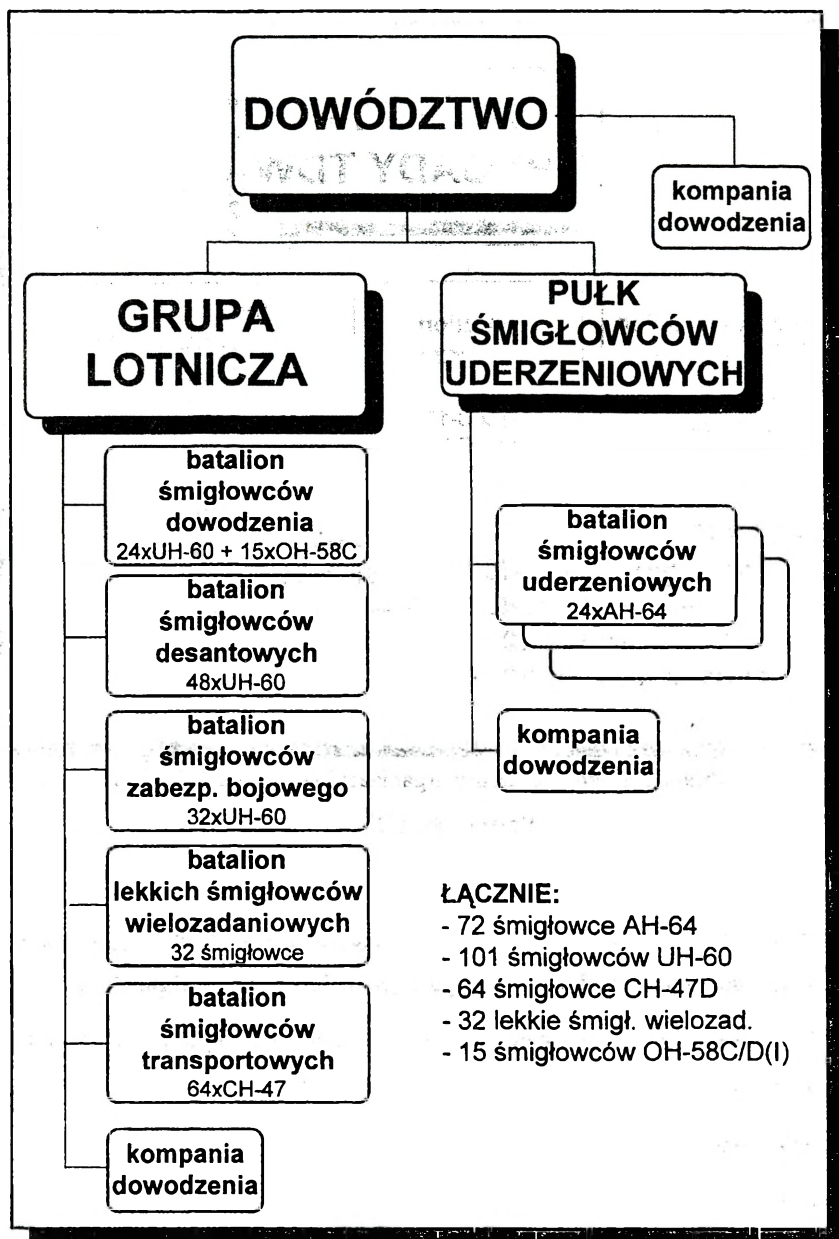 DOWÓDZTWO
kompania
dowodzenia
GRUPA
LOTNICZA
PUŁK
ŚMIGŁOWCÓW
UDERZENIOWYCH
batalion
śmigłowców
dowodzenia
24xUH-60 + 15xOH-58C
batalion
śmigłowców
desantowych
48xUH-60
batalion
śmigłowców
zabezp. bojowego
32xUH-60
batalion
lekkich śmigłowców
wielozadaniowych
32 śmigłowce
batalion
śmigłowców
transportowych
64xCH-47
kompania
dowodzenia
batalion
śmigłowców
uderzeniowych
24xAH-64
kompania
dowodzenia
ŁĄCZNIE:
- 72 śmigłowce AH-64
- 101 śmigłowców UH-60
- 64 śmigłowce CH-47D
- 32 lekkie śmigł. wielozad.
- 15 śmigłowców OH-58C/D(I)